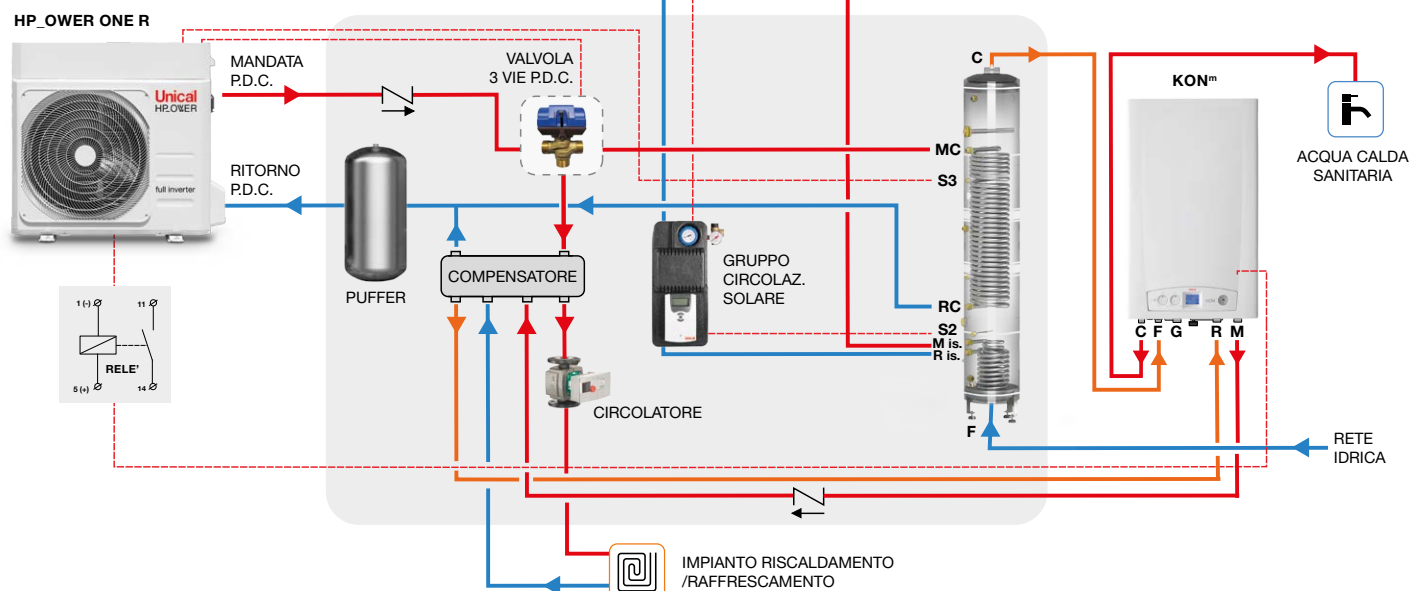 HP_OWER ONE R
MANDATA
P.D.C.
VALVOLA
3 VIE P.D.C.
C
KONᵐ
Unical
HP_OWER
full inverter
RITORNO
P.D.C.
MC
S3
ACQUA CALDA
SANITARIA
PUFFER
COMPENSATORE
GRUPPO
CIRCOLAZ.
SOLARE
RC
S2
M is.
R is.
1 (-)
11
RELE'
5 (+)
14
C F G R M
CIRCOLATORE
F
RETE
IDRICA
IMPIANTO RISCALDAMENTO
/RAFFRESCAMENTO